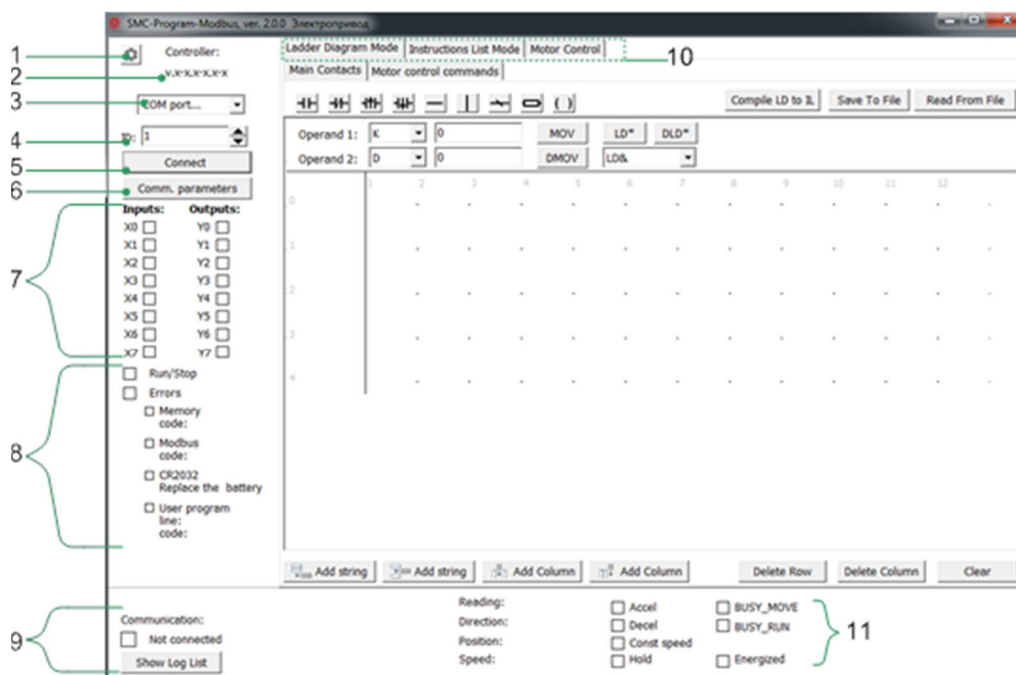 SMC-Program-Modbus, ver. 2.0.0 Электропривод
1
Controller:
2
v.x-x.x-x.x-x
3
COM port...
4
ID: 1
5
Connect
6
Comm. parameters
7
Inputs: Outputs:
X0 Y0
X1 Y1
X2 Y2
X3 Y3
X4 Y4
X5 Y5
X6 Y6
X7 Y7
8
Run/Stop
Errors
Memory
code:
Modbus
code:
CR2032
Replace the battery
User program
line:
code:
9
Communication:
Not connected
Show Log List
Ladder Diagram Mode Instructions List Mode Motor Control
10
Main Contacts Motor control commands
Compile LD to IL Save To File Read From File
Operand 1: K 0 MOV LD* DLD*
Operand 2: D 0 DMOV LD&
1 2 3 4 5 6 7 8 9 10 11 12
0
1
2
3
4
Add string Add string Add Column Add Column Delete Row Delete Column Clear
Reading:
Direction:
Position:
Speed:
Accel
Decel
Const speed
Hold
BUSY_MOVE
BUSY_RUN
Energized
11